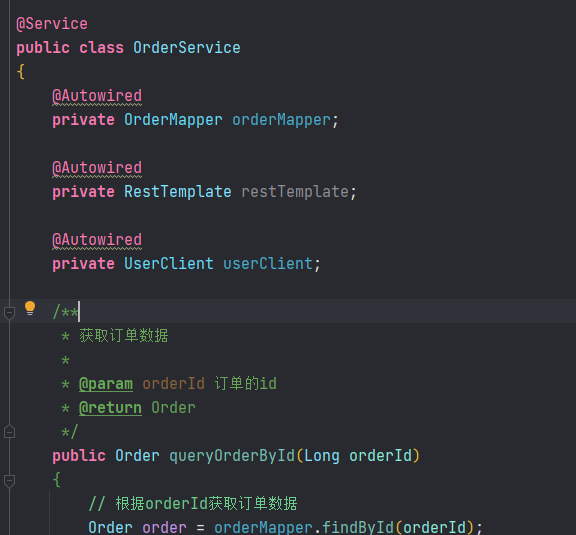 @Service
public class OrderService
{
@Autowired
private OrderMapper orderMapper;
@Autowired
private RestTemplate restTemplate;
@Autowired
private UserClient userClient;
/**
* 获取订单数据
*
* @param orderId 订单的id
* @return Order
*/
public Order queryOrderById(Long orderId)
{
// 根据orderId获取订单数据
Order order = orderMapper.findById(orderId);